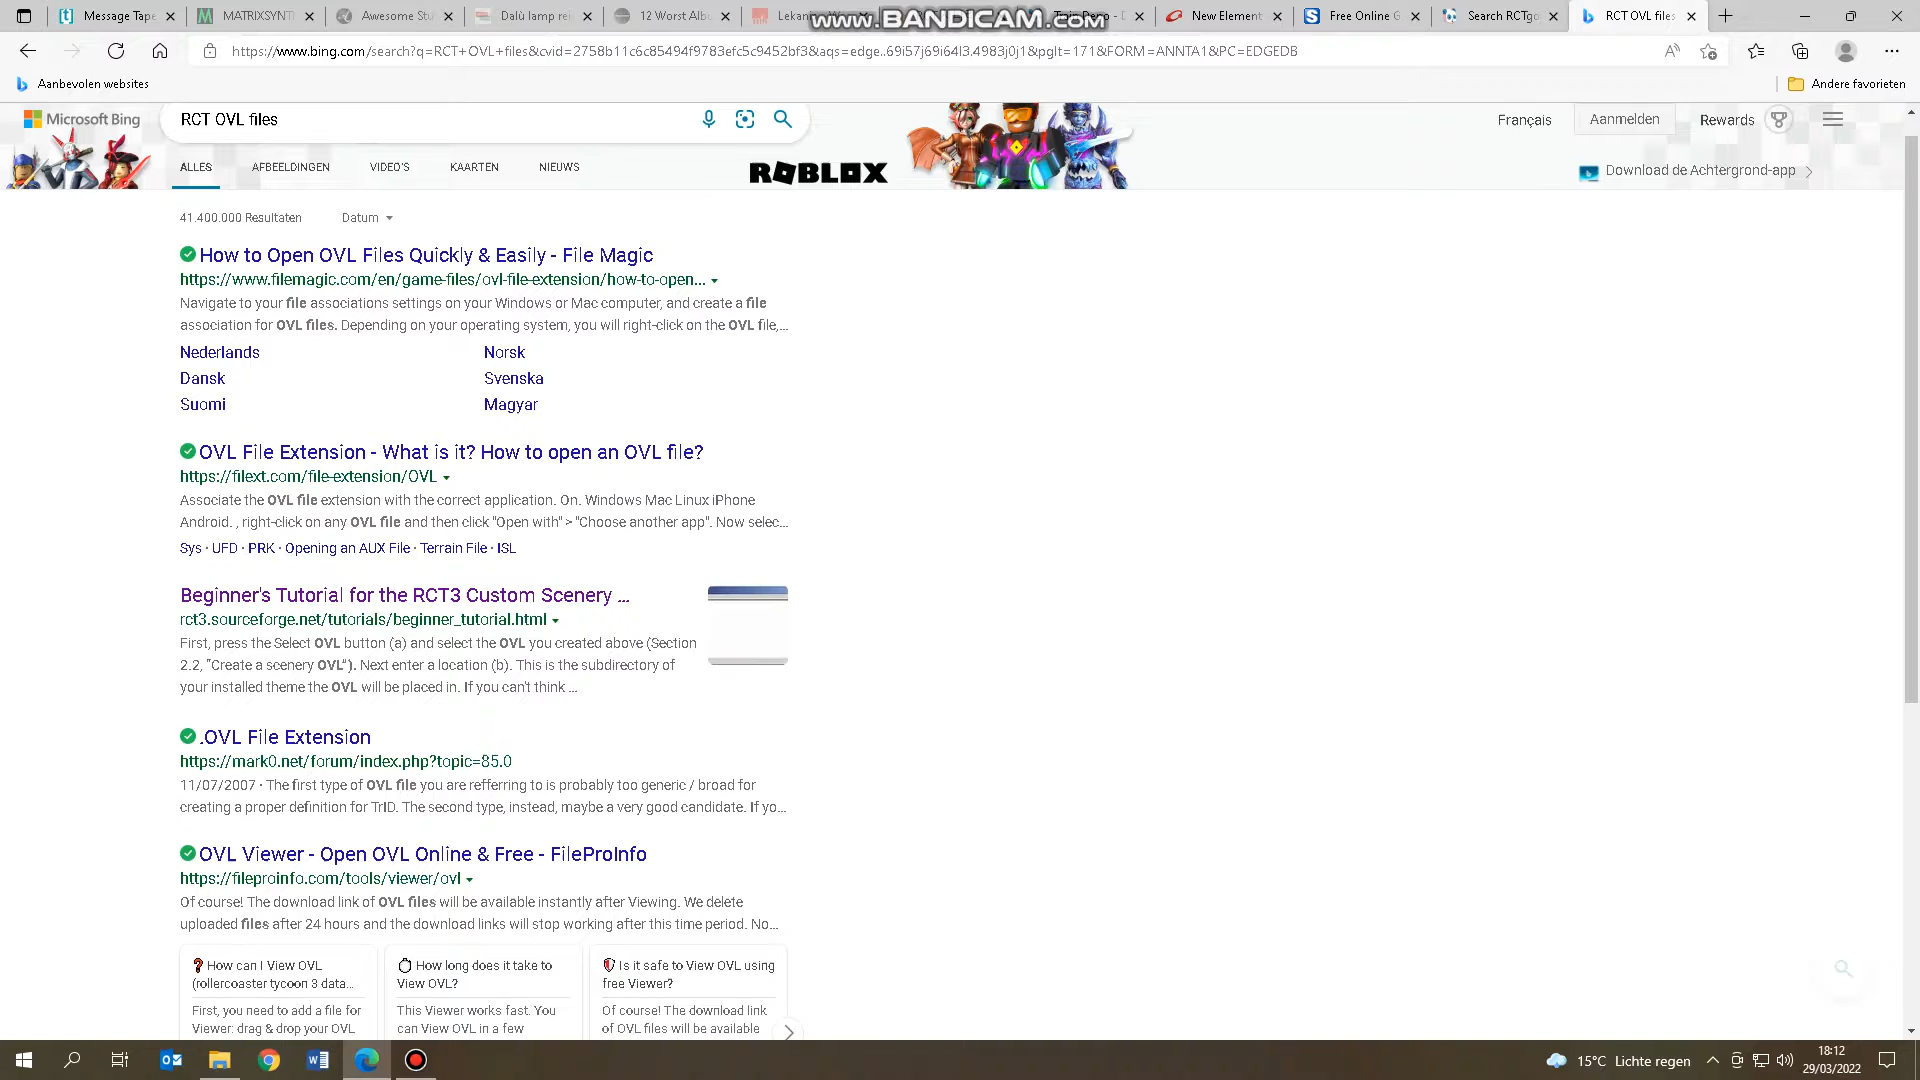 Message Tape
MATRIXSYNT
Awesome Stu
Dalù lamp rei
12 Worst Albu
Lekan
www.BANDICAM.com
New Element
Free Online G
Search RCTgo
RCT OVL files
https://www.bing.com/search?q=RCT+OVL+files&cvid=2758b11c6c85494f9783efc5c9452bf3&aqs=edge..69i57j69i64l3.4983j0j1&pglt=171&FORM=ANNTA1&PC=EDGEDB
Aanbevolen websites
Andere favorieten
Microsoft Bing
RCT OVL files
Français
Aanmelden
Rewards
ALLES
AFBEELDINGEN
VIDEO'S
KAARTEN
NIEUWS
ROBLOX
Download de Achtergrond-app
41.400.000 Resultaten
Datum
How to Open OVL Files Quickly & Easily - File Magic
https://www.filemagic.com/en/game-files/ovl-file-extension/how-to-open...
Navigate to your file associations settings on your Windows or Mac computer, and create a file
association for OVL files. Depending on your operating system, you will right-click on the OVL file,...
Nederlands
Norsk
Dansk
Svenska
Suomi
Magyar
OVL File Extension - What is it? How to open an OVL file?
https://filext.com/file-extension/OVL
Associate the OVL file extension with the correct application. On. Windows Mac Linux iPhone
Android. , right-click on any OVL file and then click "Open with" > "Choose another app". Now selec...
Sys · UFD · PRK · Opening an AUX File · Terrain File · ISL
Beginner's Tutorial for the RCT3 Custom Scenery ...
rct3.sourceforge.net/tutorials/beginner_tutorial.html
First, press the Select OVL button (a) and select the OVL you created above (Section
2.2, "Create a scenery OVL"). Next enter a location (b). This is the subdirectory of
your installed theme the OVL will be placed in. If you can't think ...
.OVL File Extension
https://mark0.net/forum/index.php?topic=85.0
11/07/2007 · The first type of OVL file you are refferring to is probably too generic / broad for
creating a proper definition for TrID. The second type, instead, maybe a very good candidate. If yo...
OVL Viewer - Open OVL Online & Free - FileProInfo
https://fileproinfo.com/tools/viewer/ovl
Of course! The download link of OVL files will be available instantly after Viewing. We delete
uploaded files after 24 hours and the download links will stop working after this time period. No...
How can I View OVL
(rollercoaster tycoon 3 data...
First, you need to add a file for
Viewer: drag & drop your OVL
How long does it take to
View OVL?
This Viewer works fast. You
can View OVL in a few
Is it safe to View OVL using
free Viewer?
Of course! The download link
of OVL files will be available
15°C Lichte regen
18:12
29/03/2022